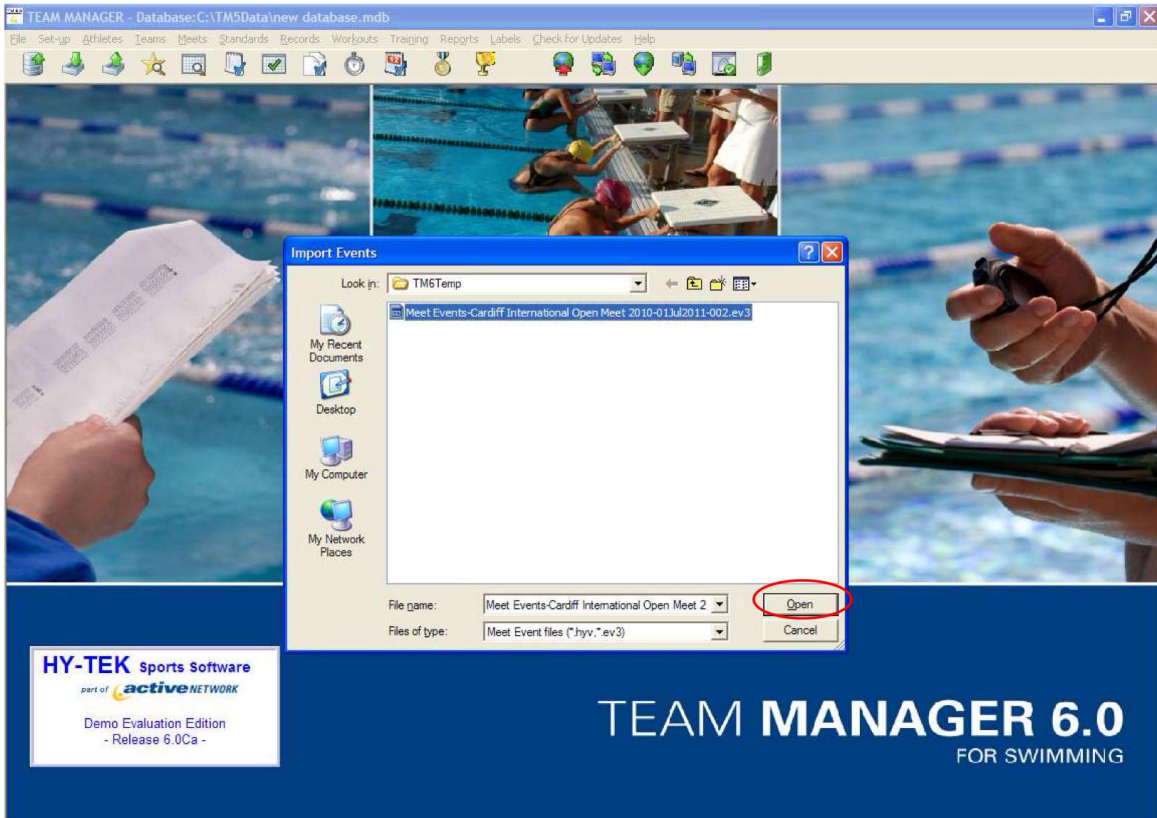 TEAM MANAGER - Database:C:\TM5Data\new database.mdb
File Set-up Athletes Teams Meets Standards Records Workouts Training Reports Labels Check for Updates Help
Import Events
Look in: TM6Temp
Meet Events-Cardiff International Open Meet 2010-01Jul2011-002.ev3
My Recent
Documents
Desktop
My Computer
My Network
Places
File name: Meet Events-Cardiff International Open Meet 2 Open
Files of type: Meet Event files (*.hyv,*.ev3) Cancel
HY-TEK Sports Software
part of active NETWORK
Demo Evaluation Edition
- Release 6.0Ca -
TEAM MANAGER 6.0
FOR SWIMMING